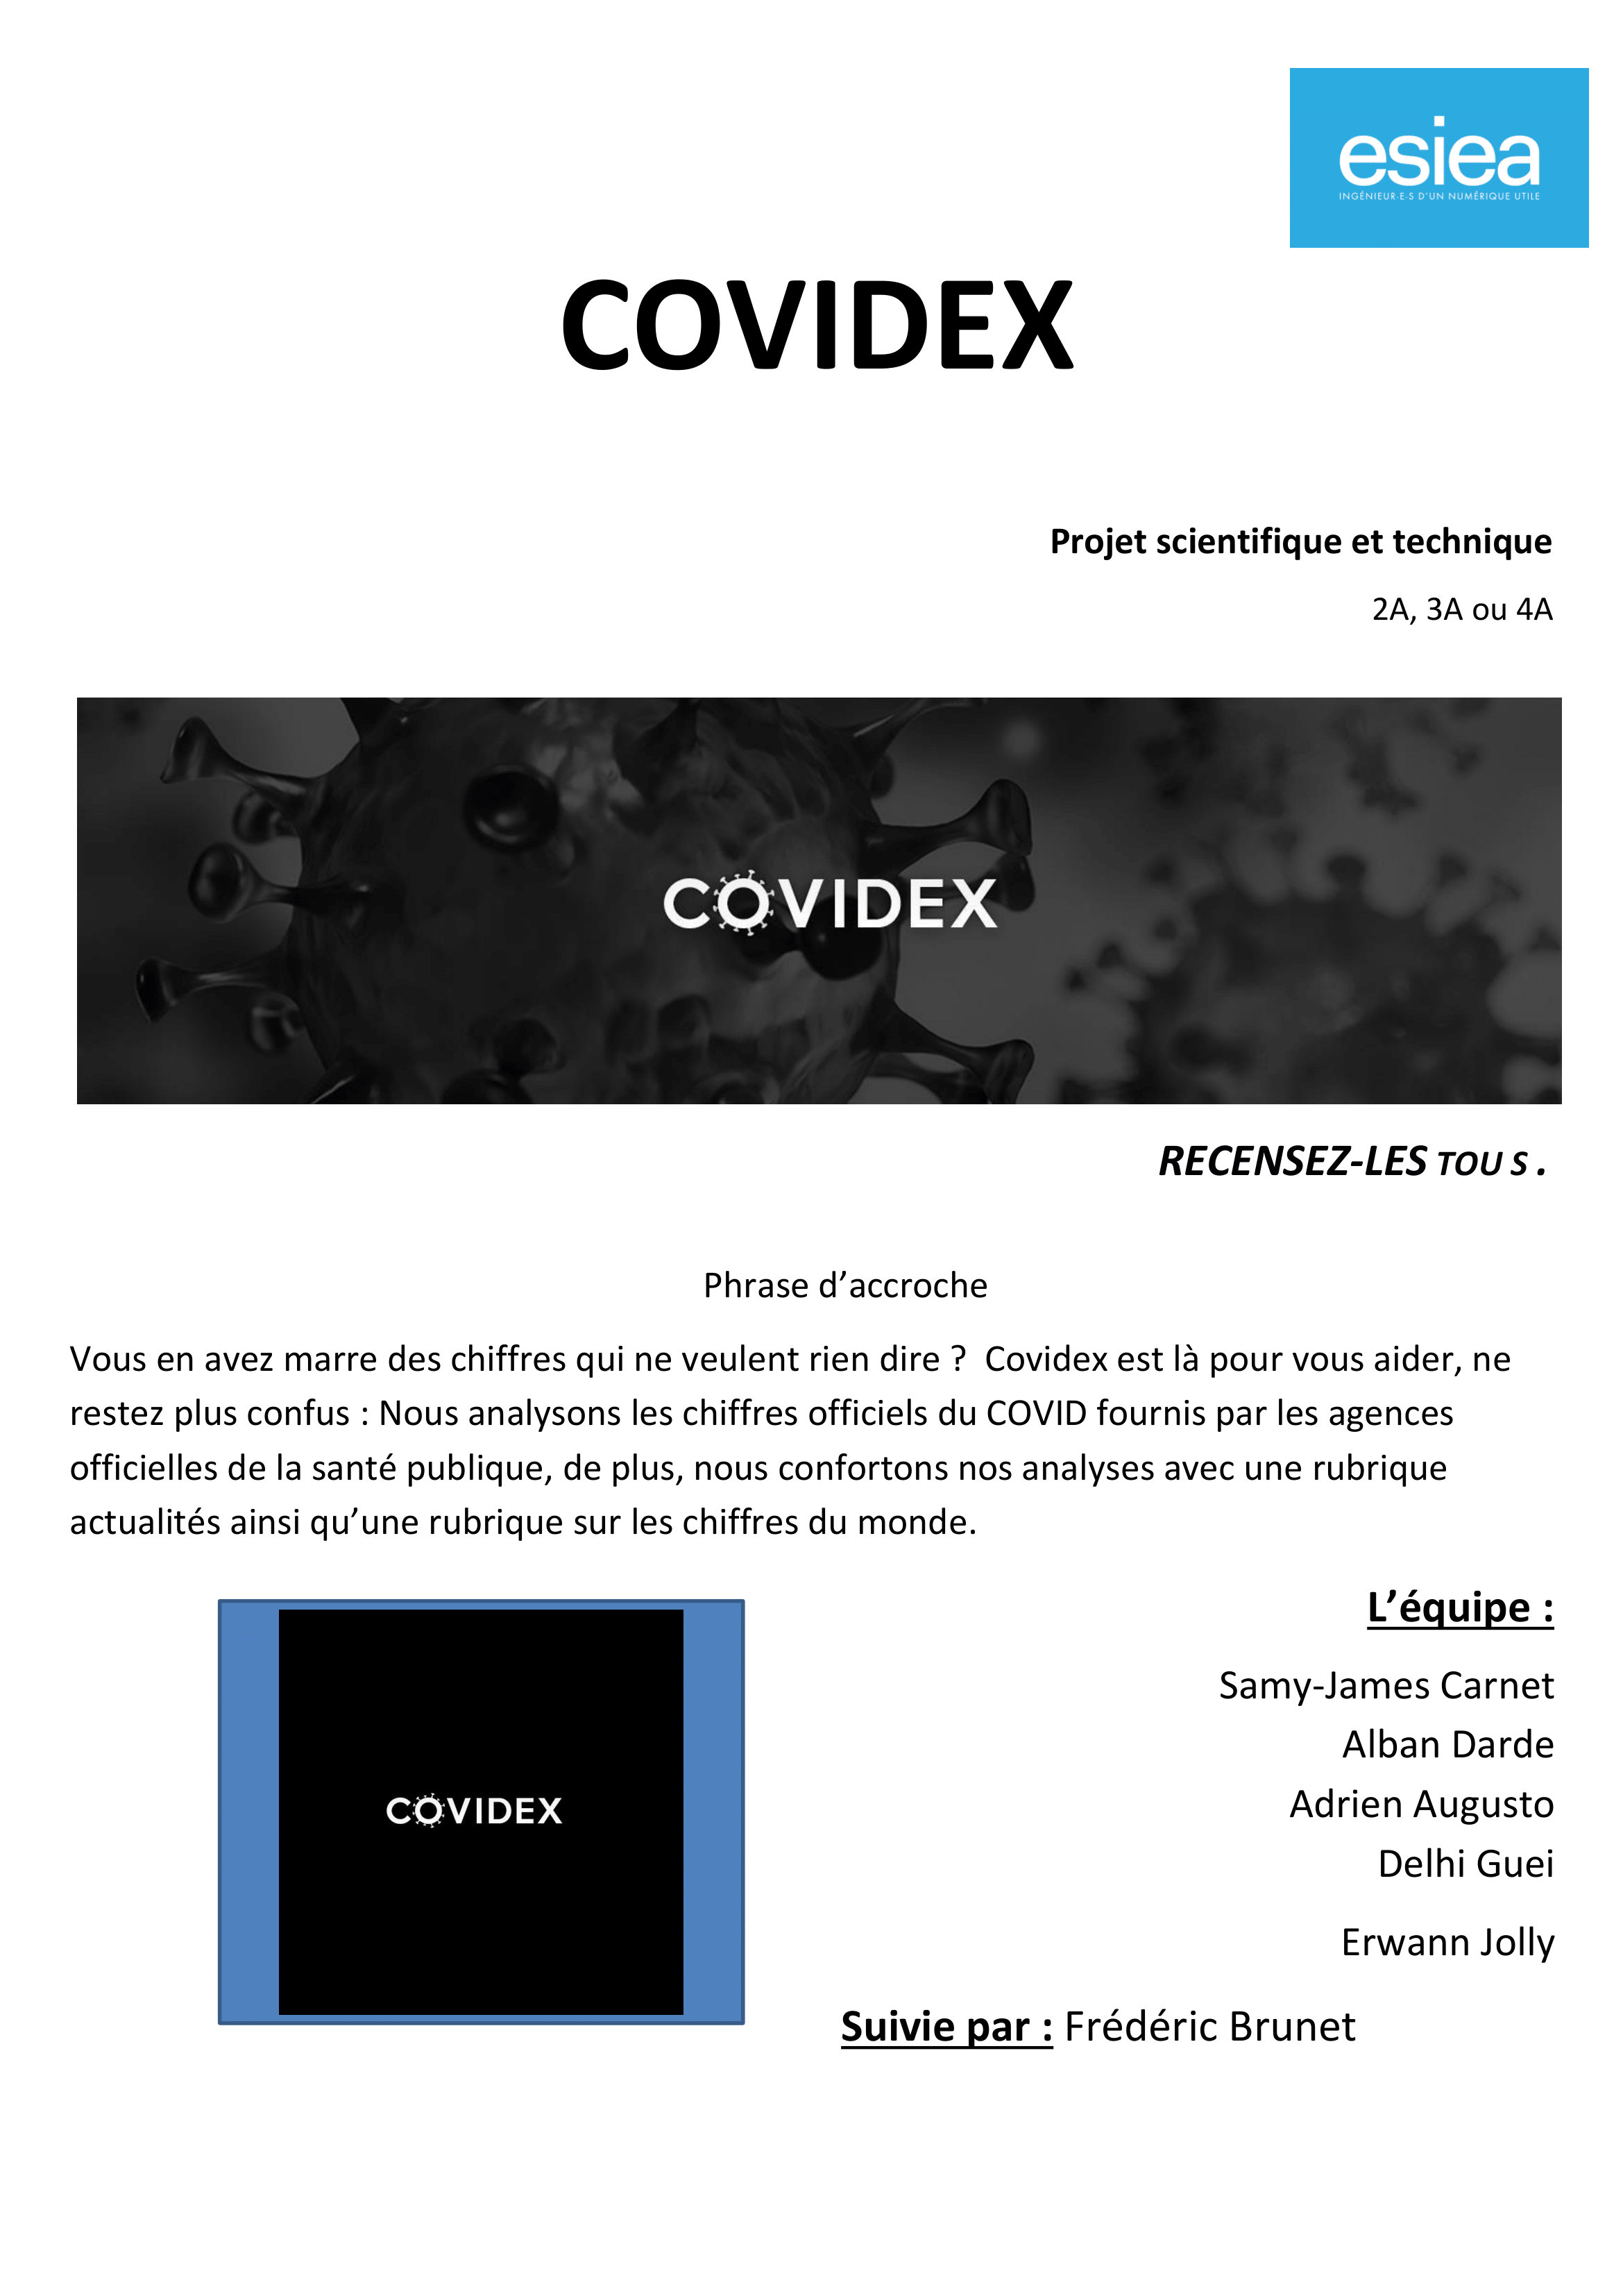 esiea
INGÉNIEUR·E·S D'UN NUMÉRIQUE UTILE
COVIDEX
Projet scientifique et technique
2A, 3A ou 4A
COVIDEX
RECENSEZ-LES TOU S .
Phrase d’accroche
Vous en avez marre des chiffres qui ne veulent rien dire ?  Covidex est là pour vous aider, ne
restez plus confus : Nous analysons les chiffres officiels du COVID fournis par les agences
officielles de la santé publique, de plus, nous confortons nos analyses avec une rubrique
actualités ainsi qu’une rubrique sur les chiffres du monde.
L’équipe :
Samy-James Carnet
Alban Darde
Adrien Augusto
Delhi Guei
Erwann Jolly
COVIDEX
Suivie par : Frédéric Brunet